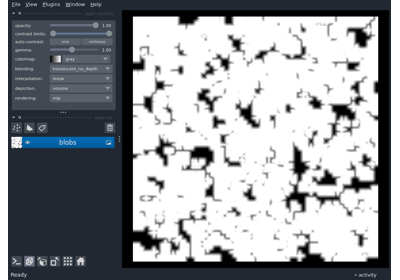 File View Plugins Window Help
opacity: 1.00
contrast limits:
auto-contrast: once continuous
gamma: 1.00
colormap: gray
blending: translucent_no_depth
interpolation: linear
depiction: volume
rendering: mip
blobs
Ready
activity